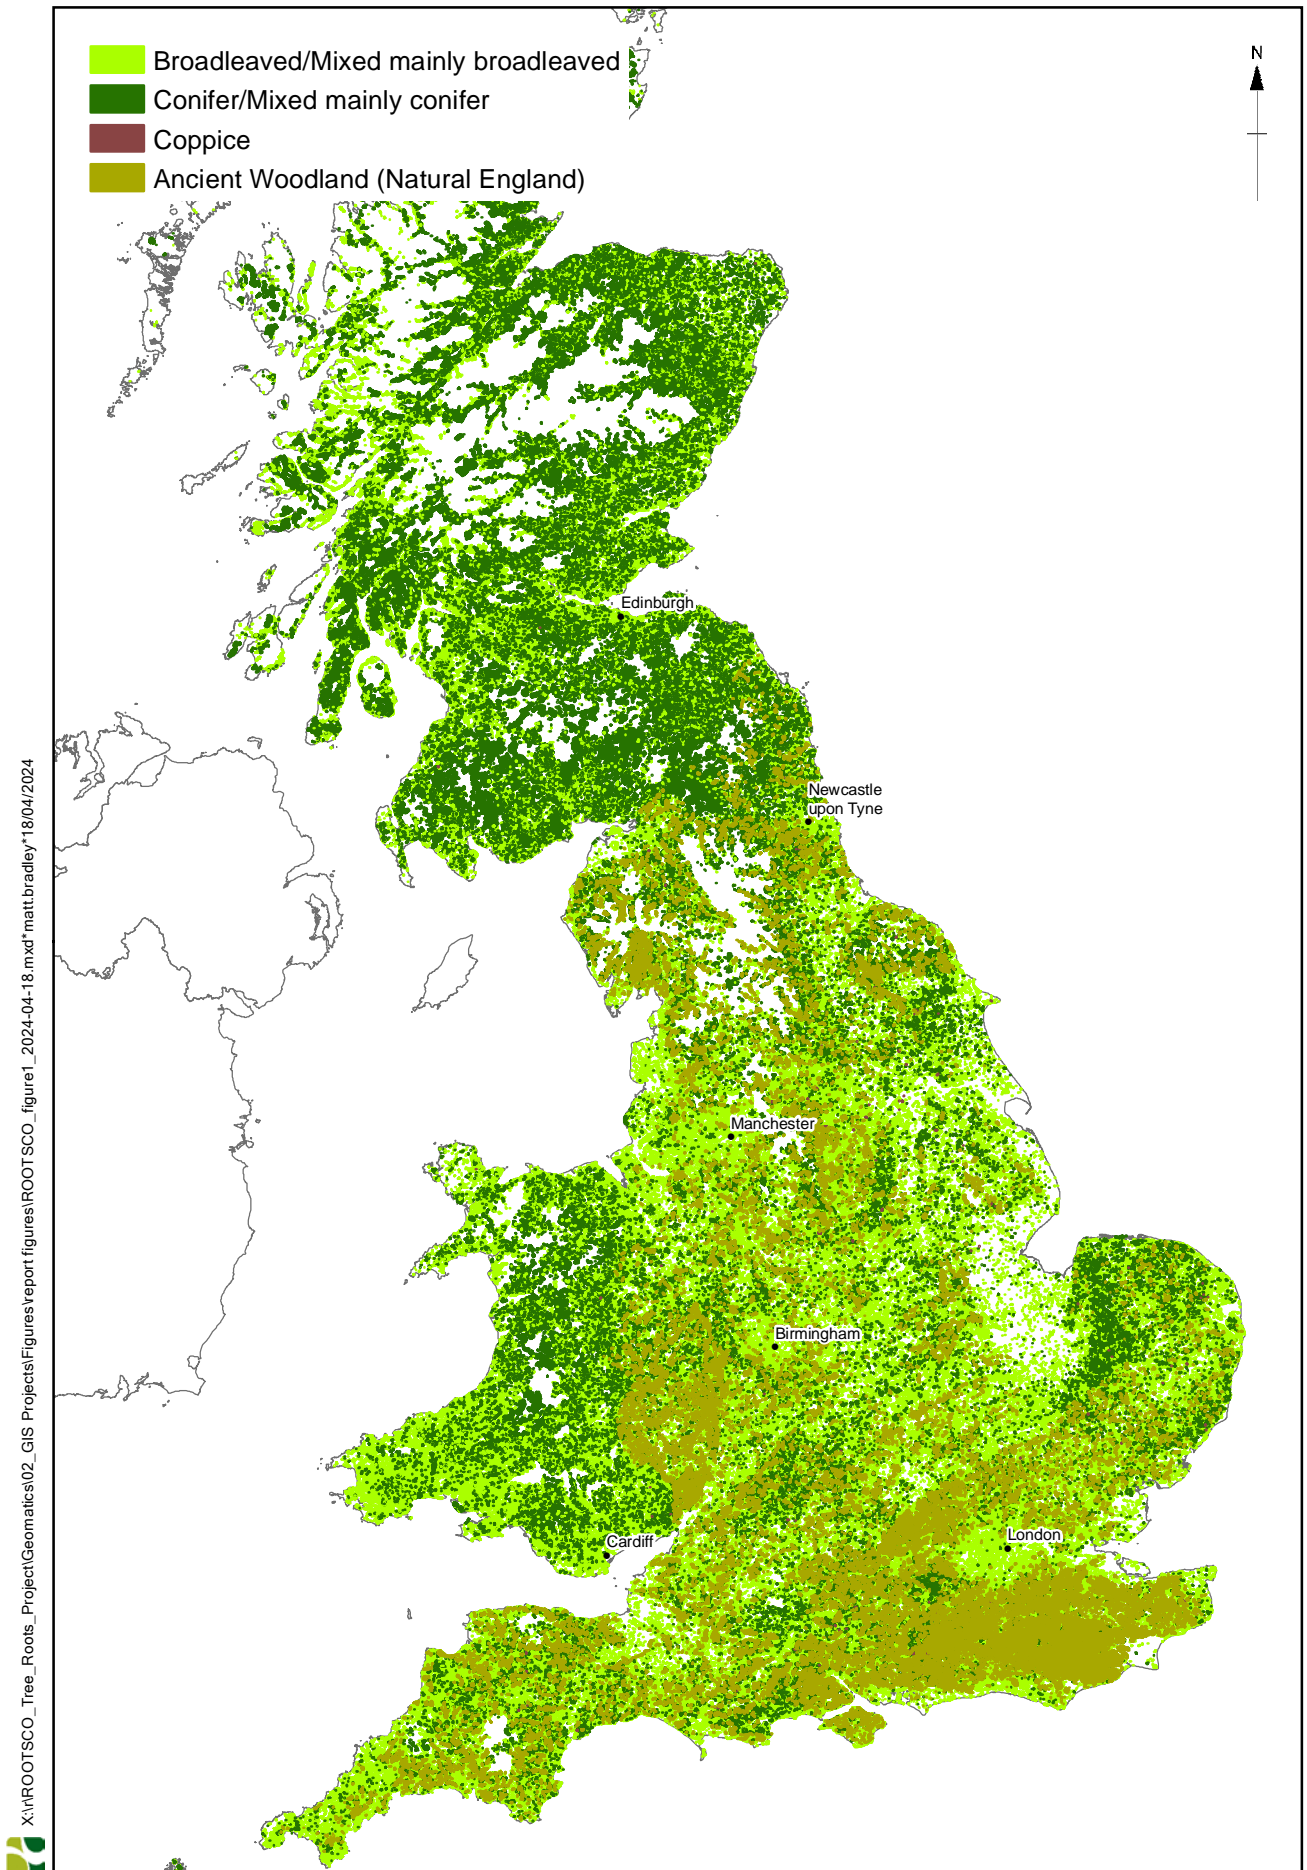 Broadleaved/Mixed mainly broadleaved
Conifer/Mixed mainly conifer
Coppice
Ancient Woodland (Natural England)
N
Edinburgh
Newcastle
upon Tyne
Manchester
Birmingham
London
Cardiff
X:\r\ROOTSCO_Tree_Roots_Project\Geomatics\02_GIS Projects\Figures\report figures\ROOTSCO_figure1_2024-04-18.mxd*matt.bradley*18/04/2024